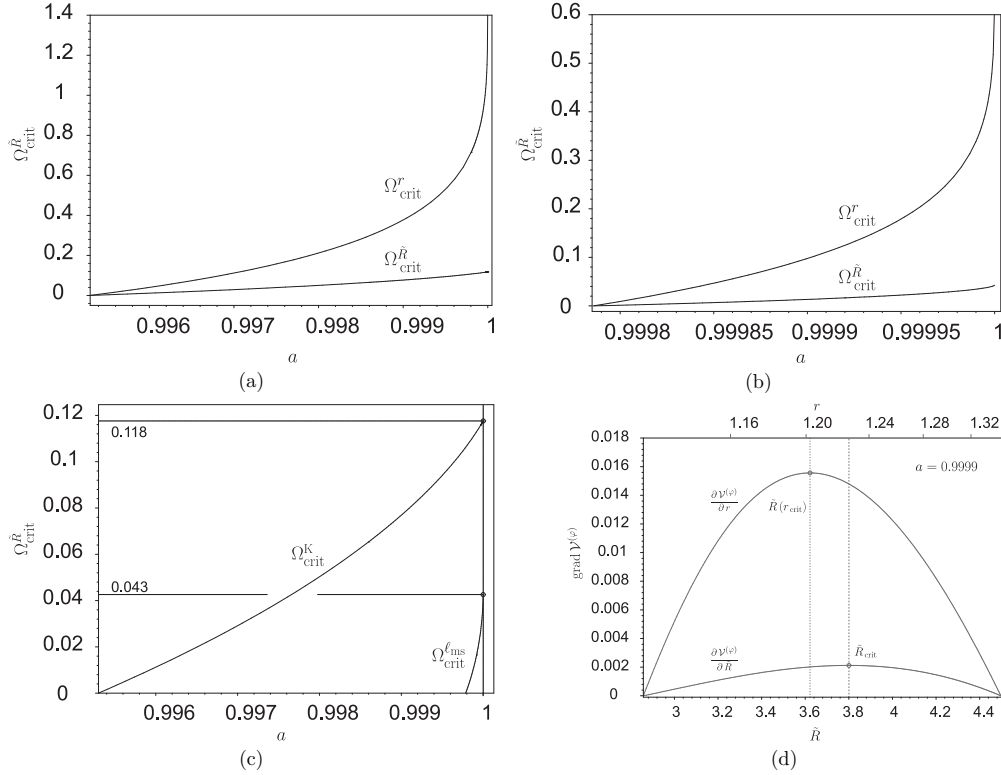 1.4
1.2
1
0.8
0.6
0.4
0.2
0
Ω^R̃_crit
Ω^r_crit
Ω^R̃_crit
0.996 0.997 0.998 0.999 1
a
(a)
0.6
0.5
0.4
0.3
0.2
0.1
0
Ω^R̃_crit
Ω^r_crit
Ω^R̃_crit
0.9998 0.99985 0.9999 0.99995 1
a
(b)
0.12
0.1
0.08
0.06
0.04
0.02
0
Ω^R̃_crit
0.118
Ω^K_crit
0.043
Ω^ℓms_crit
0.996 0.997 0.998 0.999 1
a
(c)
r
1.16 1.20 1.24 1.28 1.32
0.018
0.016
0.014
0.012
0.010
0.008
0.006
0.004
0.002
0
grad 𝒱^(φ)
a = 0.9999
∂𝒱^(φ)/∂r
R̃(r_crit)
∂𝒱^(φ)/∂R̃
R̃_crit
3 3.2 3.4 3.6 3.8 4 4.2 4.4
R̃
(d)